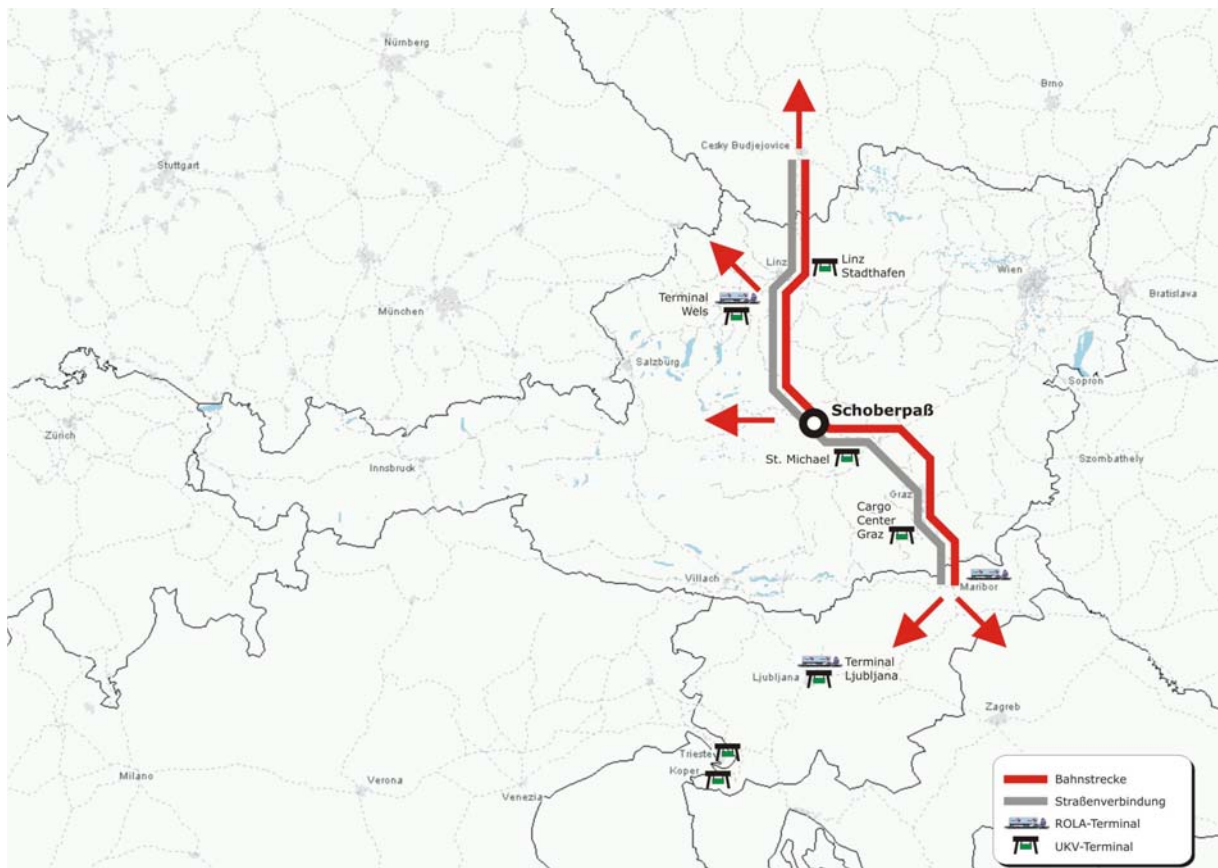 Nürnberg
Brno
Cesky Budjejovice
Stuttgart
Linz
Linz
Stadthafen
Wien
Bratislava
Terminal
Wels
München
Salzburg
Sopron
Schoberpaß
Zürich
Innsbruck
St. Michael
Szombathely
Graz
Cargo
Center
Graz
Villach
Maribor
Terminal
Ljubljana
Ljubljana
Zagreb
Trieste
Koper
Milano
Verona
Venezia
Bahnstrecke
Straßenverbindung
ROLA-Terminal
UKV-Terminal